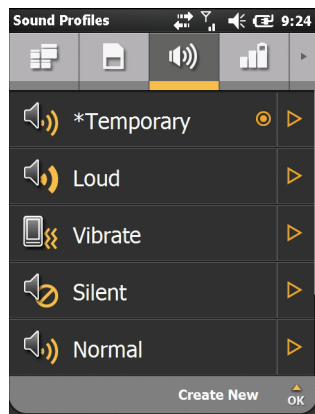 Sound Profiles 9:24
*Temporary
Loud
Vibrate
Silent
Normal
Create New OK